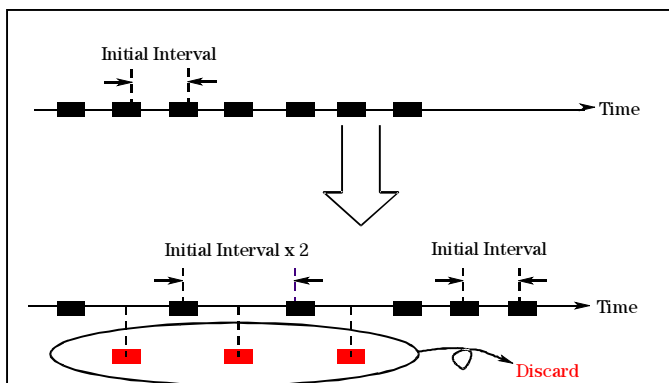 Initial Interval
Time
Initial Interval x 2
Initial Interval
Time
Discard